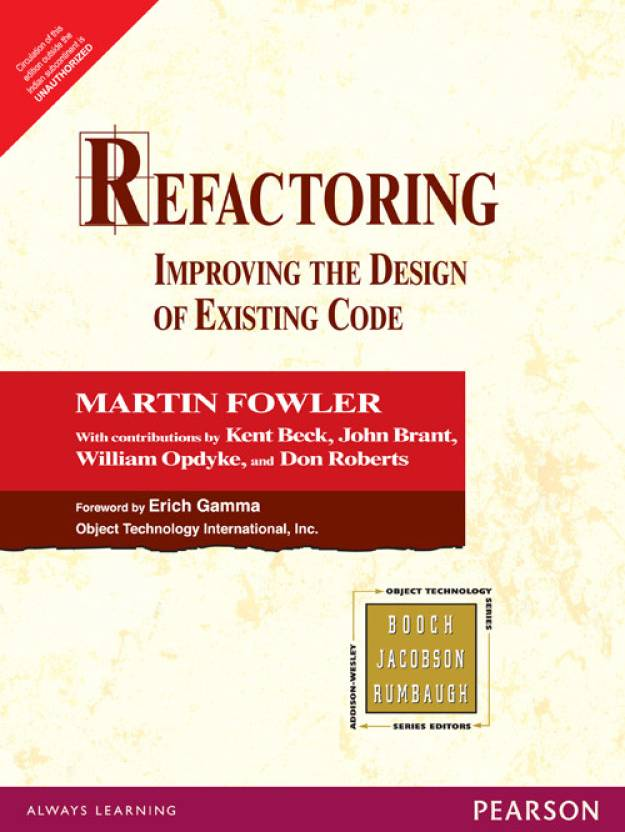 Circulation of this
edition outside the
Indian subcontinent is
UNAUTHORIZED
REFACTORING
IMPROVING THE DESIGN
OF EXISTING CODE
MARTIN FOWLER
With contributions by Kent Beck, John Brant,
William Opdyke, and Don Roberts
Foreword by Erich Gamma
Object Technology International, Inc.
OBJECT TECHNOLOGY
SERIES
BOOCH
JACOBSON
RUMBAUGH
ADDISON-WESLEY
SERIES EDITORS
ALWAYS LEARNING
PEARSON